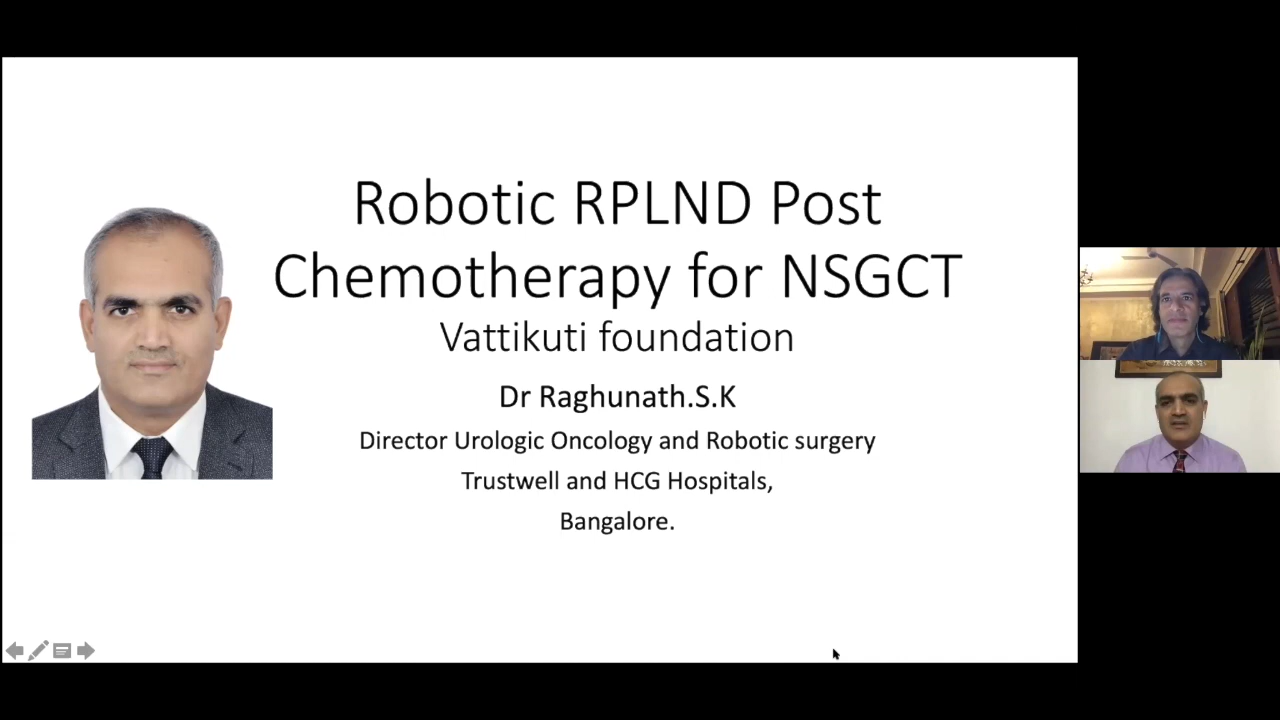 Robotic RPLND Post
Chemotherapy for NSGCT
Vattikuti foundation
Dr Raghunath.S.K
Director Urologic Oncology and Robotic surgery
Trustwell and HCG Hospitals,
Bangalore.